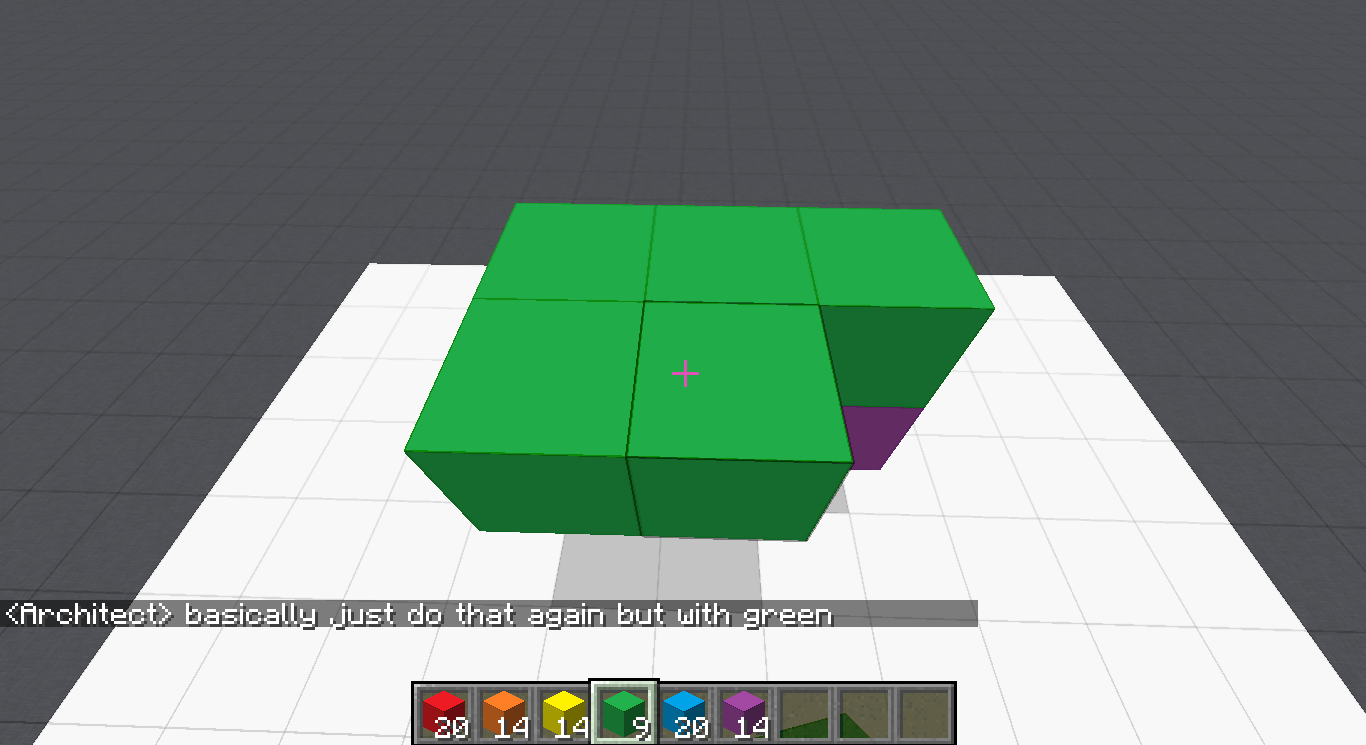 <Architect> basically just do that again but with green
20 14 14 9 20 14